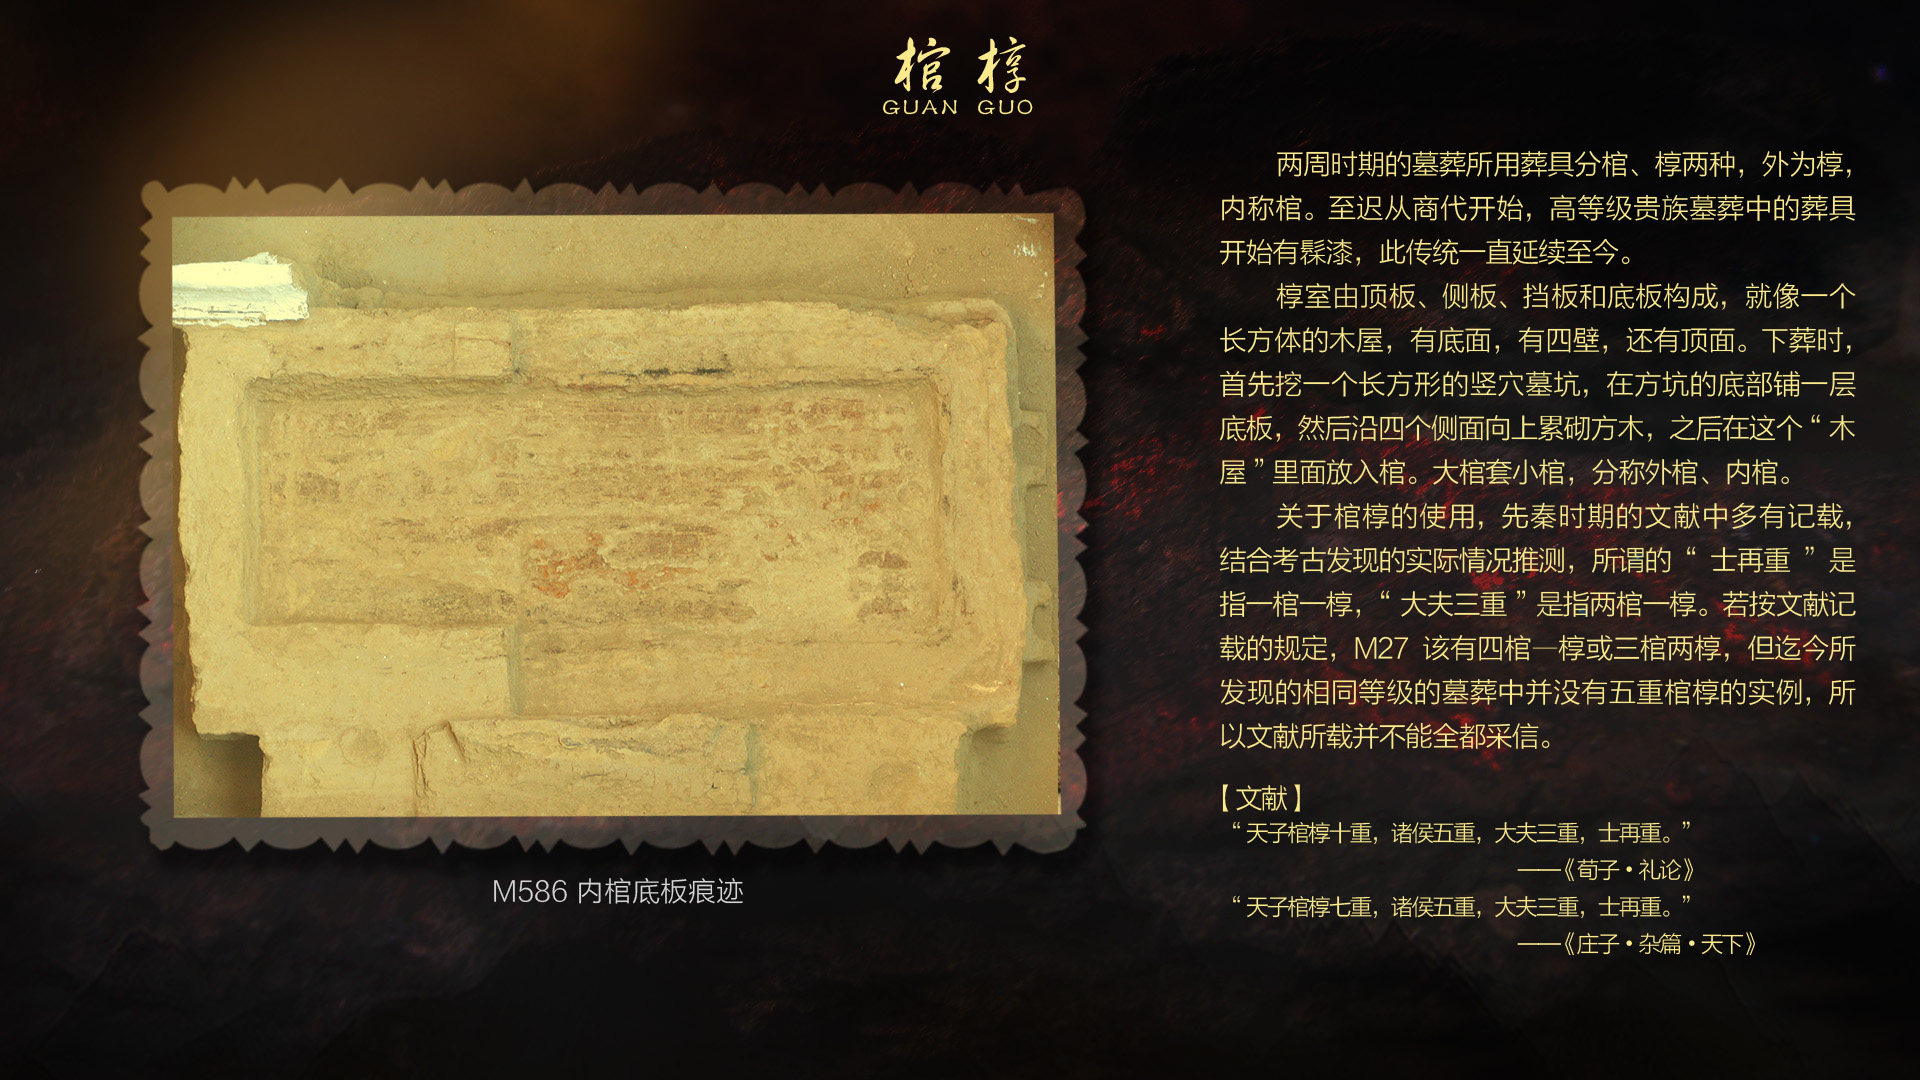 棺 椁
GUAN GUO
两周时期的墓葬所用葬具分棺、椁两种，外为椁，
内称棺。至迟从商代开始，高等级贵族墓葬中的葬具
开始有髹漆，此传统一直延续至今。
椁室由顶板、侧板、挡板和底板构成，就像一个
长方体的木屋，有底面，有四壁，还有顶面。下葬时，
首先挖一个长方形的竖穴墓坑，在方坑的底部铺一层
底板，然后沿四个侧面向上累砌方木，之后在这个“木
屋”里面放入棺。大棺套小棺，分称外棺、内棺。
关于棺椁的使用，先秦时期的文献中多有记载，
结合考古发现的实际情况推测，所谓的“ 士再重 ”是
指一棺一椁，“大夫三重”是指两棺一椁。若按文献记
载的规定，M27 该有四棺一椁或三棺两椁，但迄今所
发现的相同等级的墓葬中并没有五重棺椁的实例，所
以文献所载并不能全都采信。
【文献】
“天子棺椁十重，诸侯五重，大夫三重，士再重。”
——《荀子·礼论》
“天子棺椁七重，诸侯五重，大夫三重，士再重。”
——《庄子·杂篇·天下》
M586 内棺底板痕迹